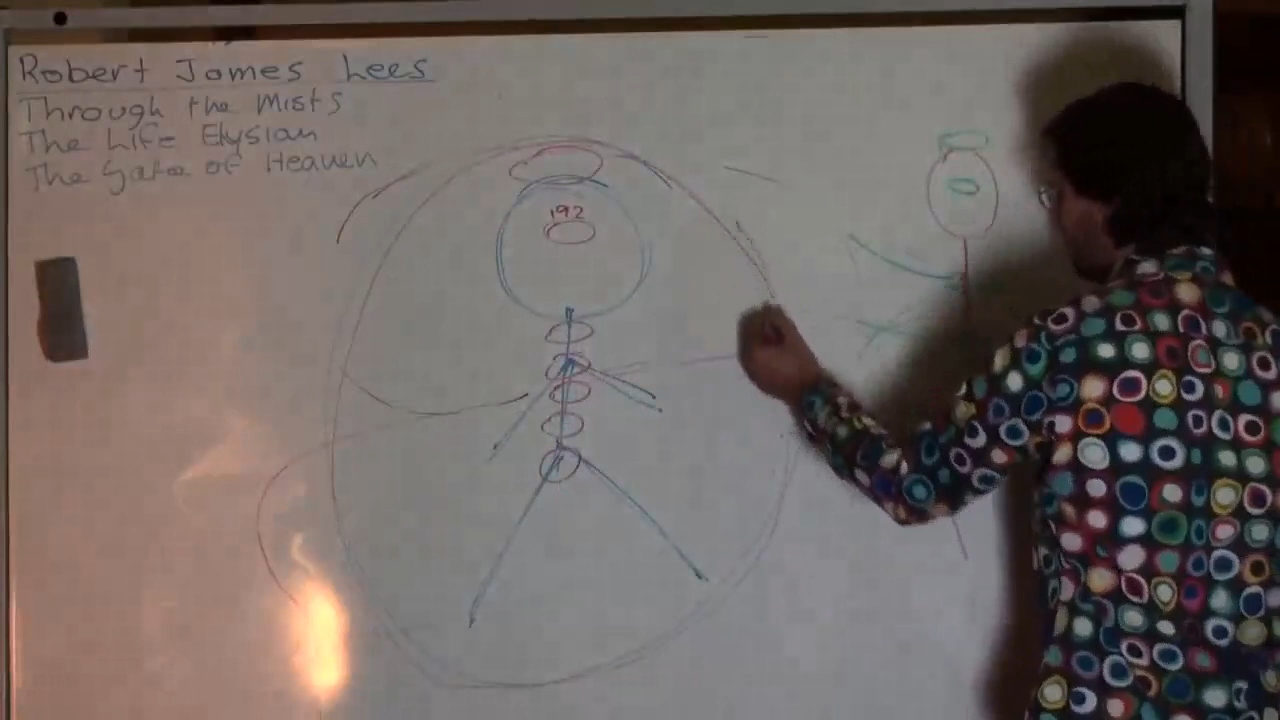 Robert James Lees
Through the Mists
The Life Elysian
The Gate of Heaven
192